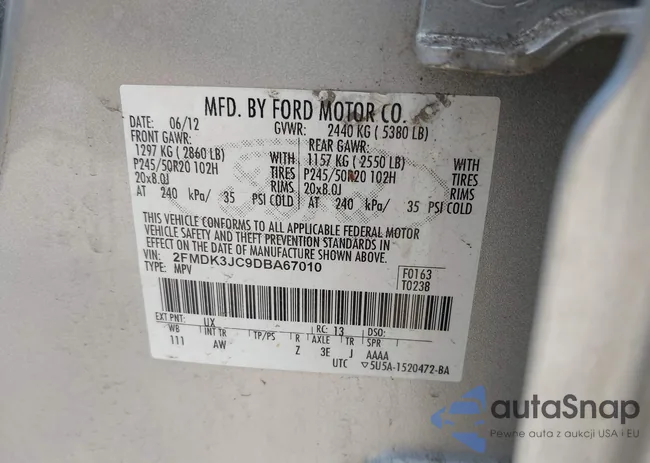 MFD. BY FORD MOTOR CO.
DATE: 06/12 GVWR: 2440 KG ( 5380 LB)
FRONT GAWR: REAR GAWR:
1297 KG ( 2860 LB) WITH 1157 KG ( 2550 LB) WITH
P245/50R20 102H TIRES P245/50R20 102H TIRES
20x8.0J RIMS 20x8.0J RIMS
AT 240 kPa/ 35 PSI COLD AT 240 kPa/ 35 PSI COLD
THIS VEHICLE CONFORMS TO ALL APPLICABLE FEDERAL MOTOR
VEHICLE SAFETY AND THEFT PREVENTION STANDARDS IN
EFFECT ON THE DATE OF MANUFACTURE SHOWN ABOVE.
VIN: 2FMDK3JC9DBA67010 F0163
TYPE: MPV T0238
EXT PNT: UX RC: 13 DSO:
WB INT TR TP/PS R AXLE TR SPR
111 AW Z 3E J AAAA
UTC ▽5U5A-1520472-BA
autaSnap
Pewne auta z aukcji USA i EU